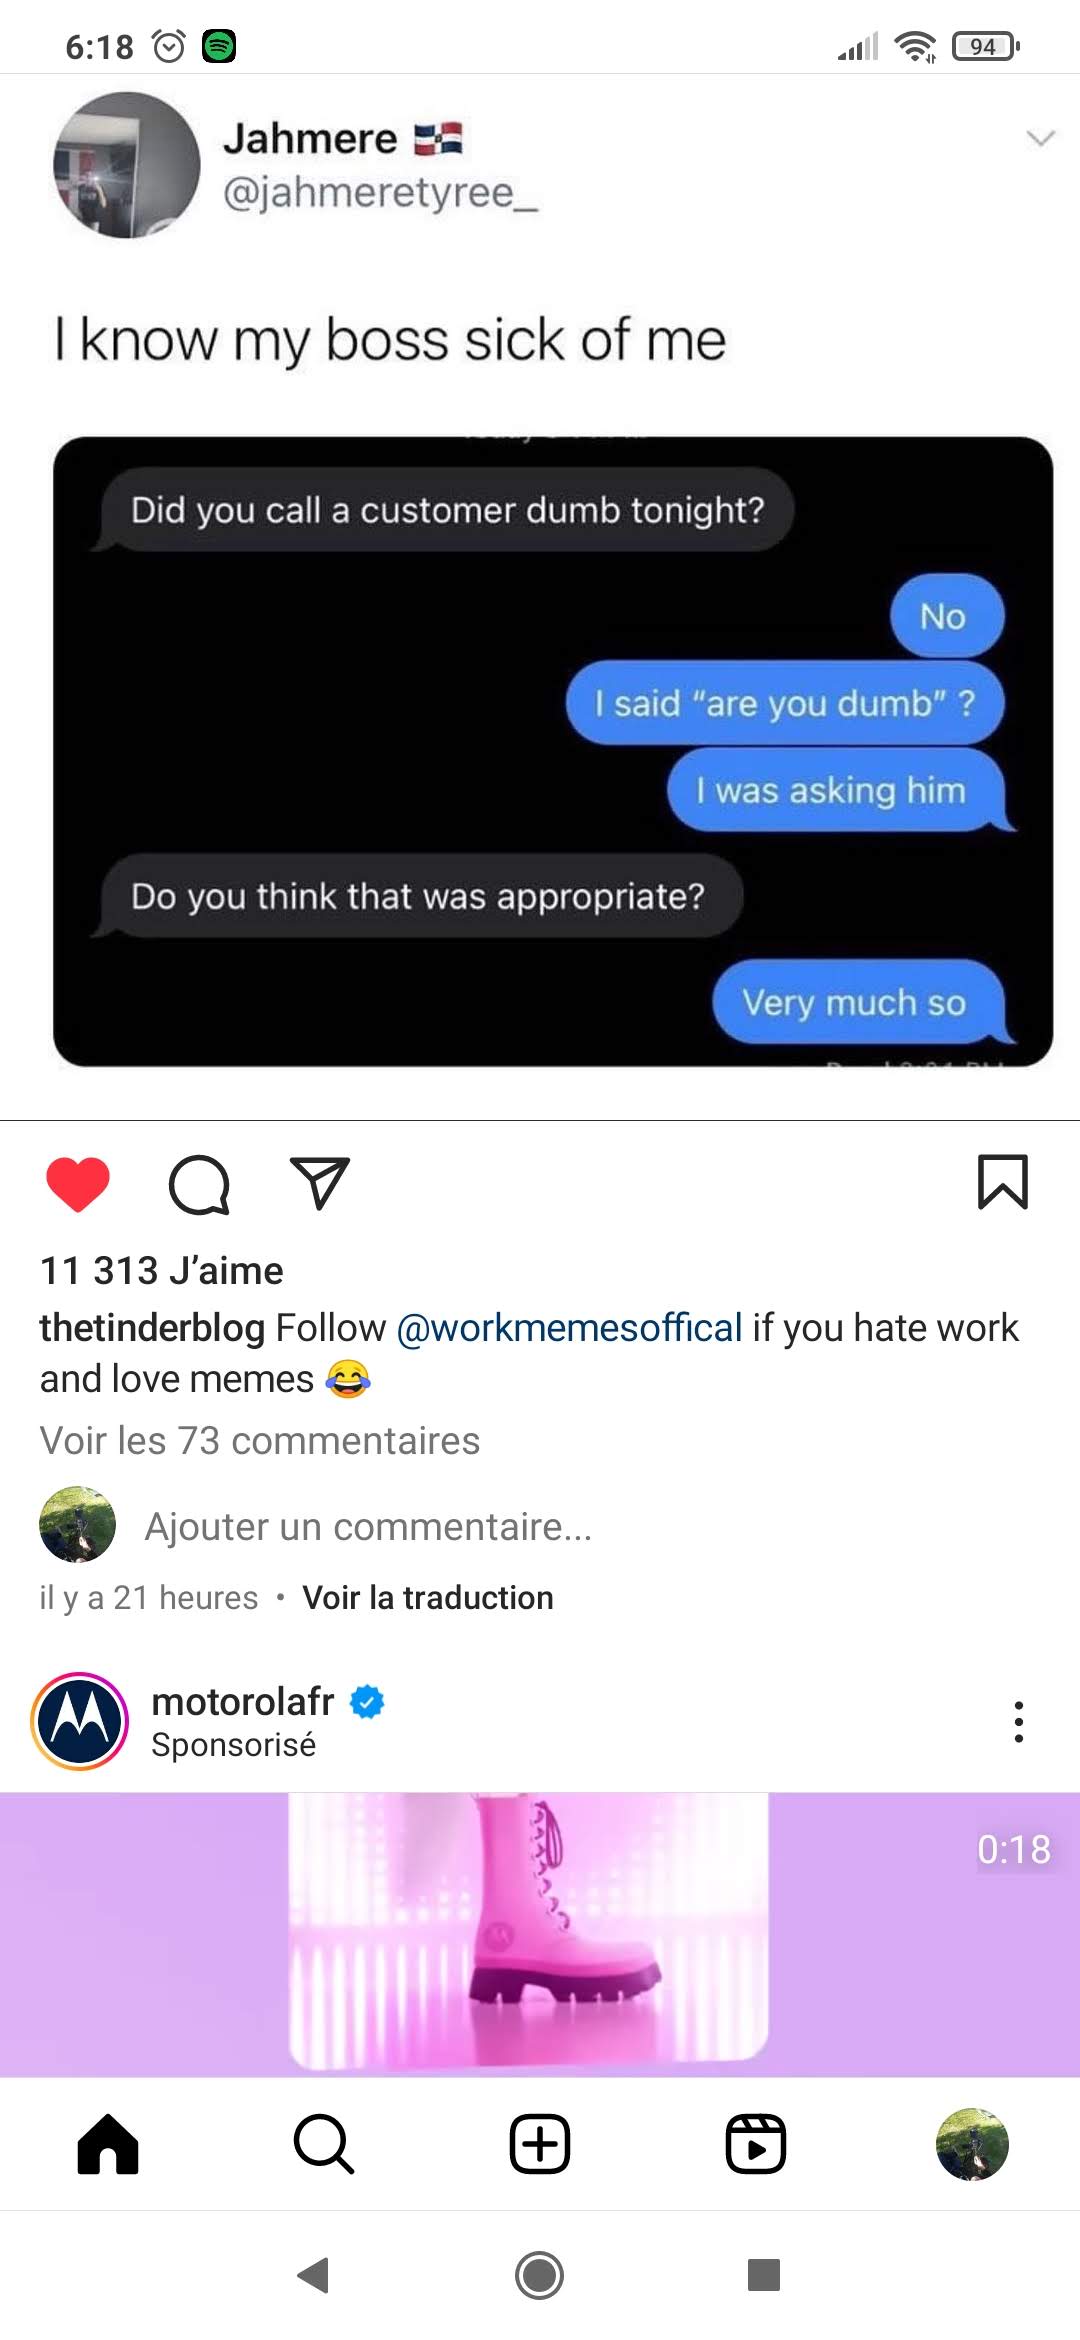 6:18
94
Jahmere 🇩🇴
@jahmeretyree_
I know my boss sick of me
Did you call a customer dumb tonight?
No
I said “are you dumb” ?
I was asking him
Do you think that was appropriate?
Very much so
11 313 J’aime
thetinderblog Follow @workmemesoffical if you hate work
and love memes 😂
Voir les 73 commentaires
Ajouter un commentaire...
il y a 21 heures • Voir la traduction
motorolafr
Sponsorisé
0:18